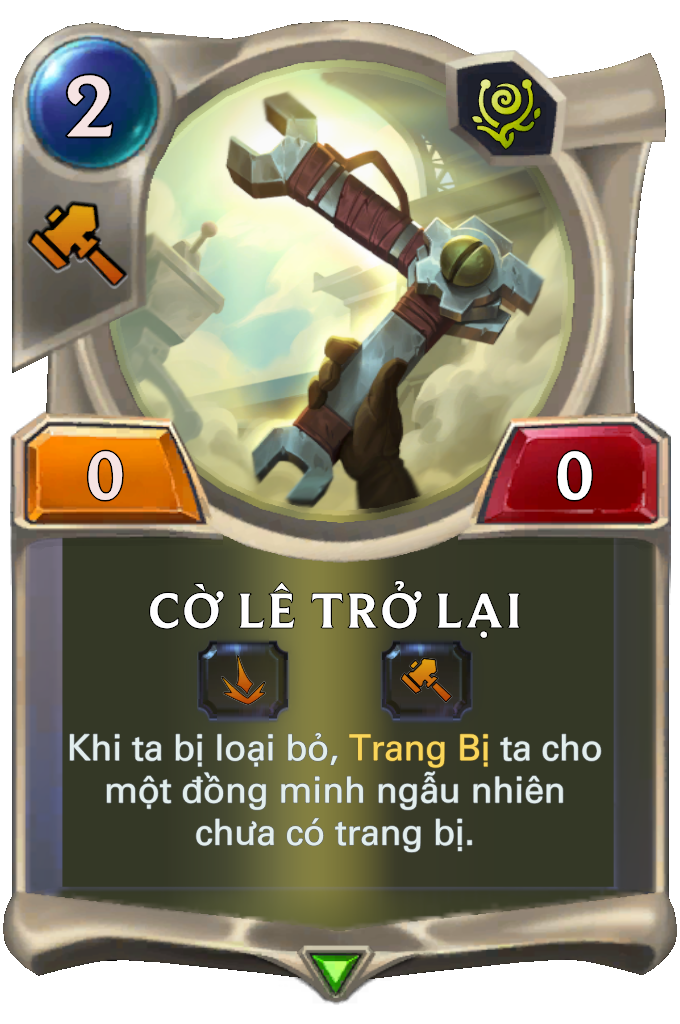 2
0
0
CỜ LÊ TRỞ LẠI
Khi ta bị loại bỏ, Trang Bị ta cho
một đồng minh ngẫu nhiên
chưa có trang bị.